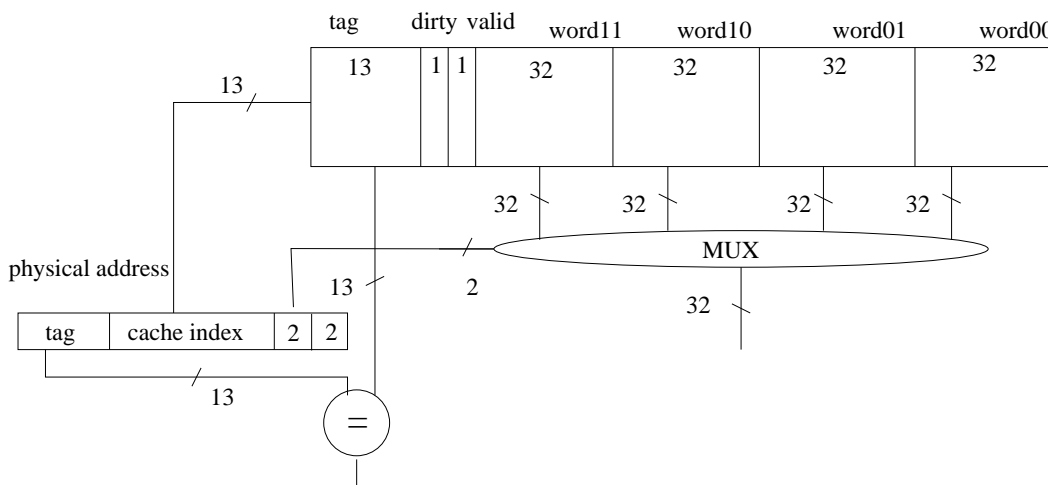 tag dirty valid word11 word10 word01 word00
13 1 1 32 32 32 32
13
32 32 32 32
MUX
physical address
13 2
32
tag cache index 2 2
13
=